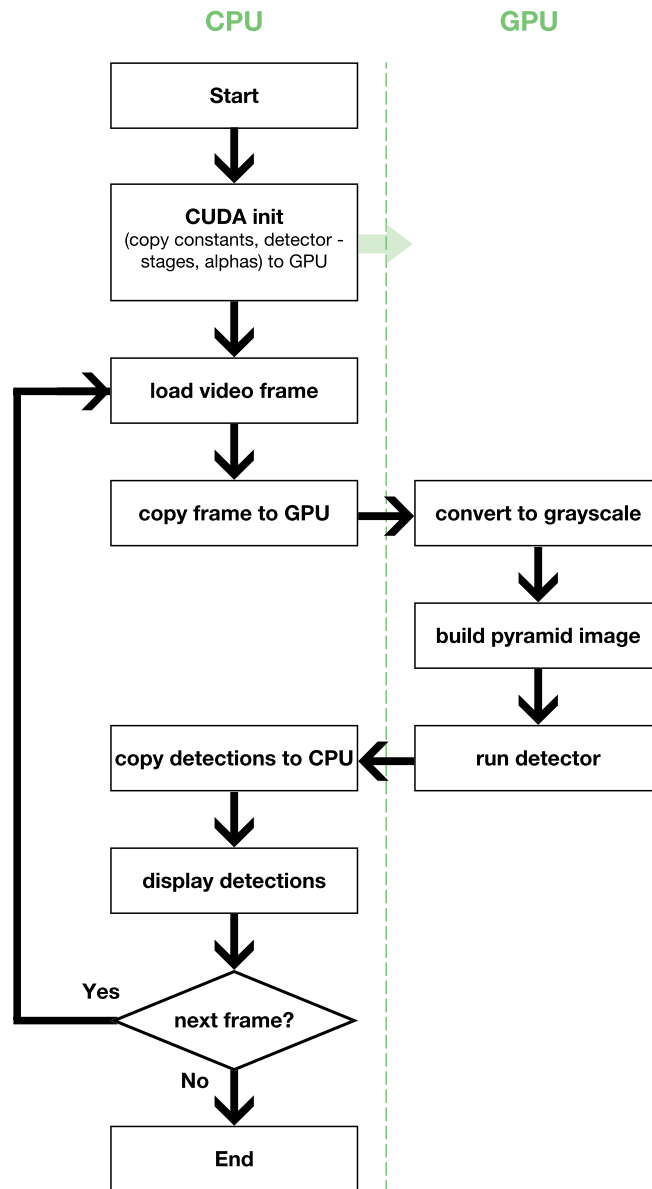 CPU
GPU
Start
CUDA init
(copy constants, detector -
stages, alphas) to GPU
load video frame
copy frame to GPU
convert to grayscale
build pyramid image
copy detections to CPU
run detector
display detections
Yes
next frame?
No
End